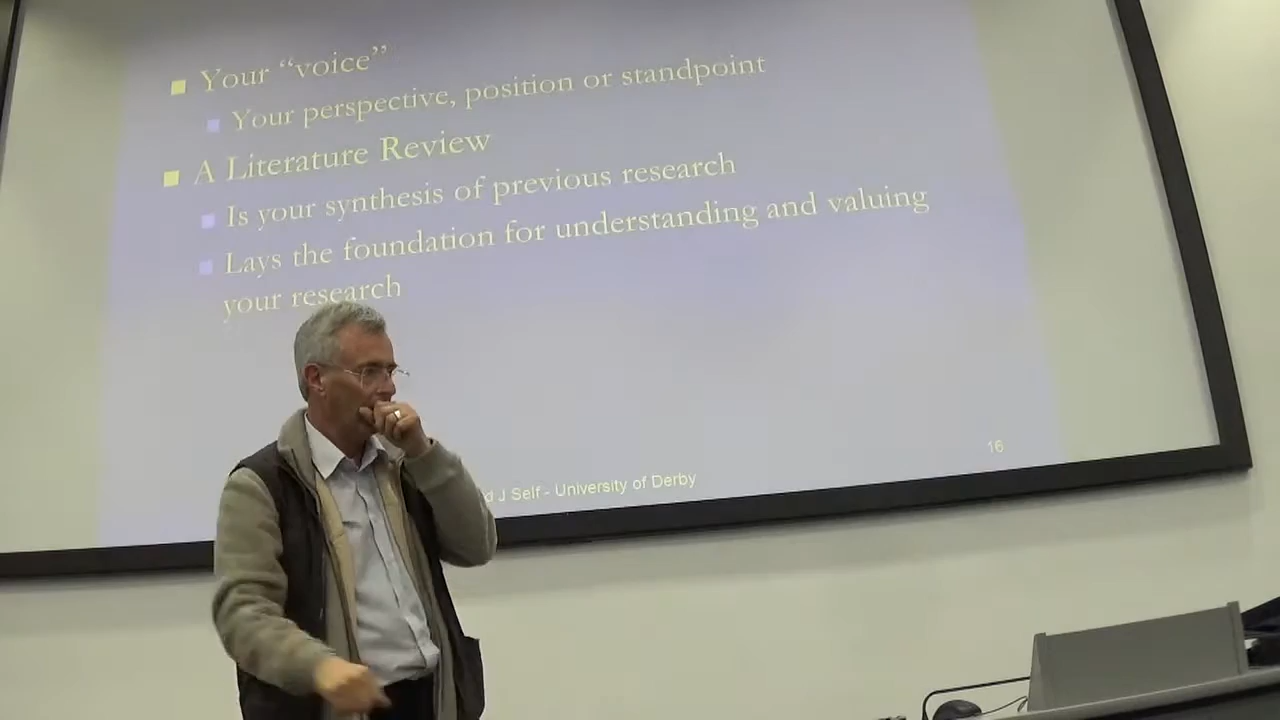 Your “voice”
Your perspective, position or standpoint
A Literature Review
Is your synthesis of previous research
Lays the foundation for understanding and valuing
your research
J Self - University of Derby
16